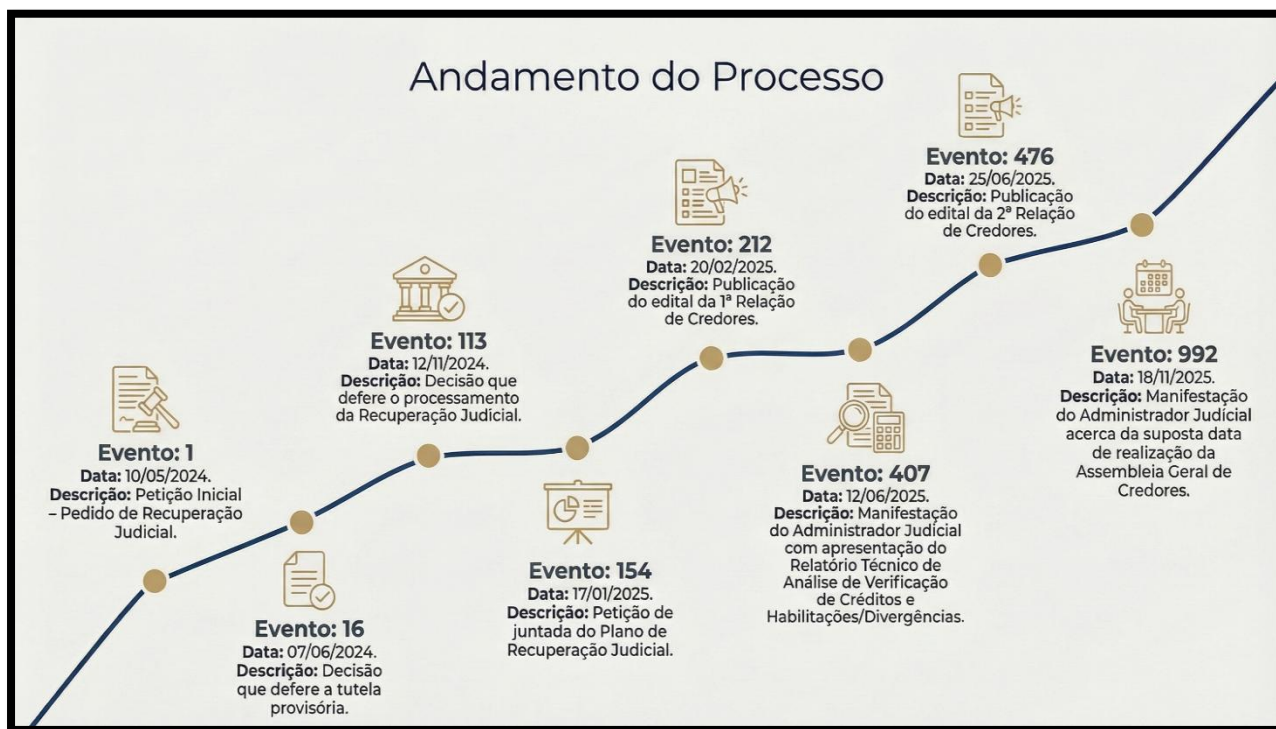 Andamento do Processo
Evento: 1
Data: 10/05/2024.
Descrição: Petição Inicial
– Pedido de Recuperação
Judicial.
Evento: 16
Data: 07/06/2024.
Descrição: Decisão
que defere a tutela
provisória.
Evento: 113
Data: 12/11/2024.
Descrição: Decisão que
defere o processamento
da Recuperação Judicial.
Evento: 154
Data: 17/01/2025.
Descrição: Petição de
juntada do Plano de
Recuperação Judicial.
Evento: 212
Data: 20/02/2025.
Descrição: Publicação
do edital da 1ª Relação
de Credores.
Evento: 407
Data: 12/06/2025.
Descrição: Manifestação
do Administrador Judicial
com apresentação do
Relatório Técnico de
Análise de Verificação
de Créditos e
Habilitações/Divergências.
Evento: 476
Data: 25/06/2025.
Descrição: Publicação
do edital da 2ª Relação
de Credores.
Evento: 992
Data: 18/11/2025.
Descrição: Manifestação
do Administrador Judicial
acerca da suposta data
de realização da
Assembleia Geral de
Credores.